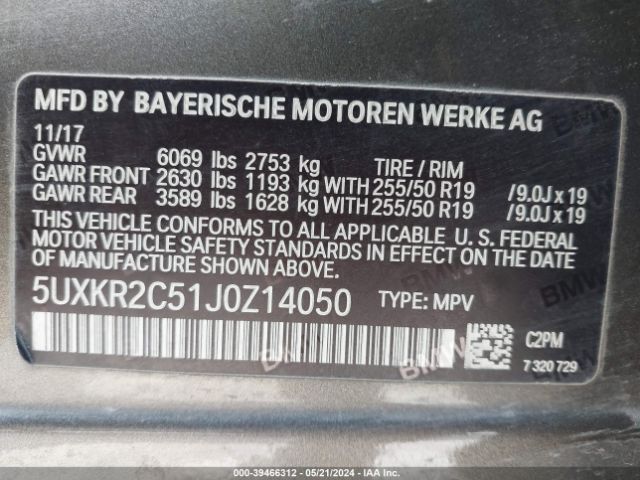 MFD BY BAYERISCHE MOTOREN WERKE AG
11/17
GVWR 6069 lbs 2753 kg TIRE / RIM
GAWR FRONT 2630 lbs 1193 kg WITH 255/50 R19 /9.0J x 19
GAWR REAR 3589 lbs 1628 kg WITH 255/50 R19 /9.0J x 19
THIS VEHICLE CONFORMS TO ALL APPLICABLE U. S. FEDERAL
MOTOR VEHICLE SAFETY STANDARDS IN EFFECT ON THE DATE
OF MANUFACTURE SHOWN ABOVE.
5UXKR2C51J0Z14050 TYPE: MPV
C2PM
7 320 729
000-39466312 - 05/21/2024 - IAA Inc.